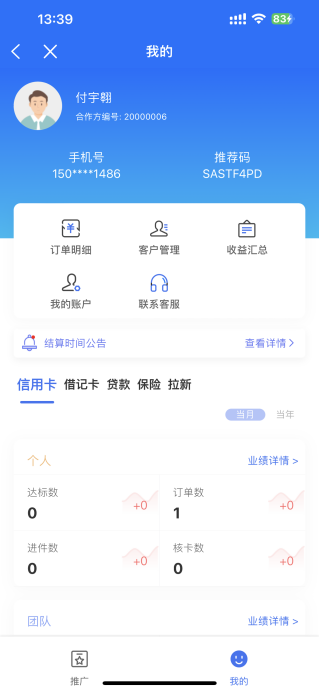 13:39
83
我的
付宇翱
合作方编号: 20000006
手机号 推荐码
150****1486 SASTF4PD
订单明细 客户管理 收益汇总
我的账户 联系客服
结算时间公告 查看详情
信用卡 借记卡 贷款 保险 拉新
当月 当年
个人 业绩详情 >
达标数 订单数
0 +0 1 +0
进件数 核卡数
0 +0 0 +0
团队 业绩详情 >
推广 我的